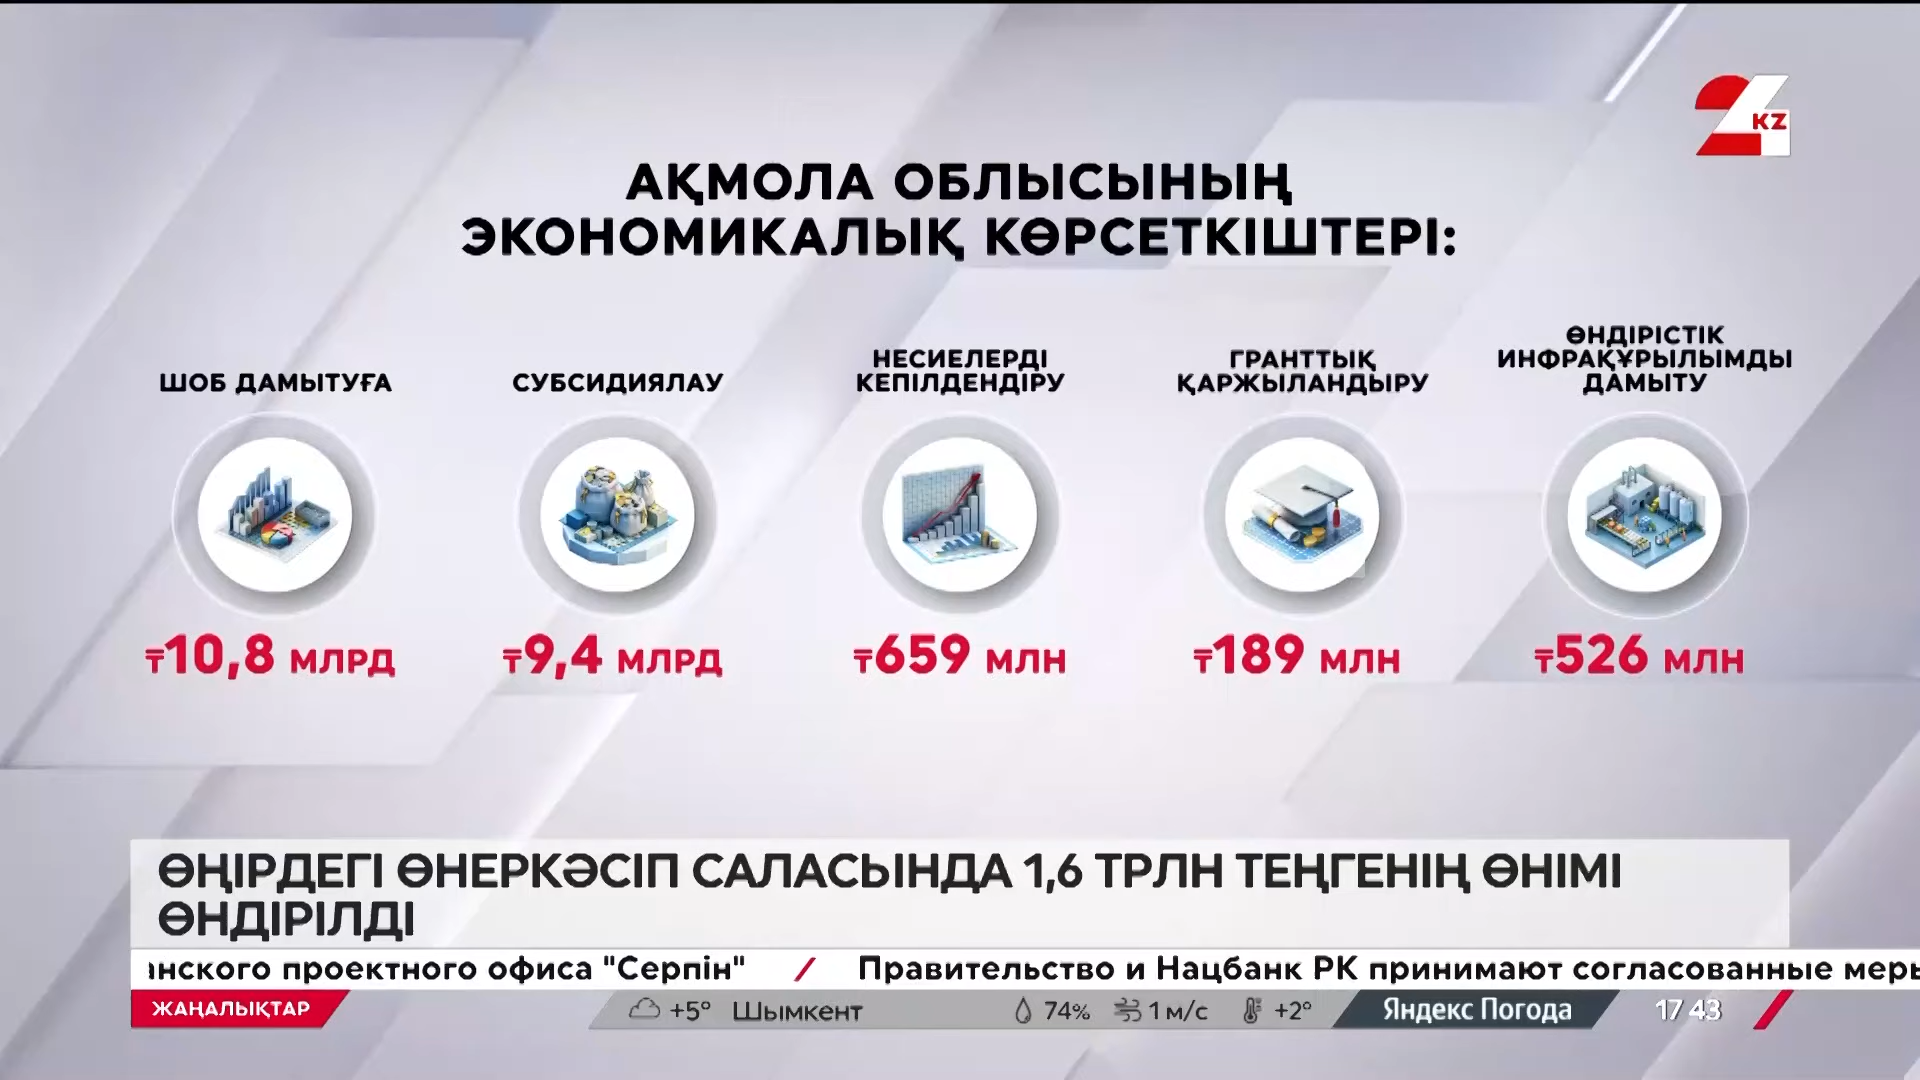 24 KZ
АҚМОЛА ОБЛЫСЫНЫҢ
ЭКОНОМИКАЛЫҚ КӨРСЕТКІШТЕРІ:
ШОБ ДАМЫТУҒА
₸10,8 МЛРД
СУБСИДИЯЛАУ
₸9,4 МЛРД
НЕСИЕЛЕРДІ
КЕПІЛДЕНДІРУ
₸659 МЛН
ГРАНТТЫҚ
ҚАРЖЫЛАНДЫРУ
₸189 МЛН
ӨНДІРІСТІК
ИНФРАҚҰРЫЛЫМДЫ
ДАМЫТУ
₸526 МЛН
ӨҢІРДЕГІ ӨНЕРКӘСІП САЛАСЫНДА 1,6 ТРЛН ТЕҢГЕНІҢ ӨНІМІ
ӨНДІРІЛДІ
анского проектного офиса "Серпін" / Правительство и Нацбанк РК принимают согласованные меры
ЖАҢАЛЫҚТАР +5° Шымкент 74% 1 м/с +2° Яндекс Погода 17 43